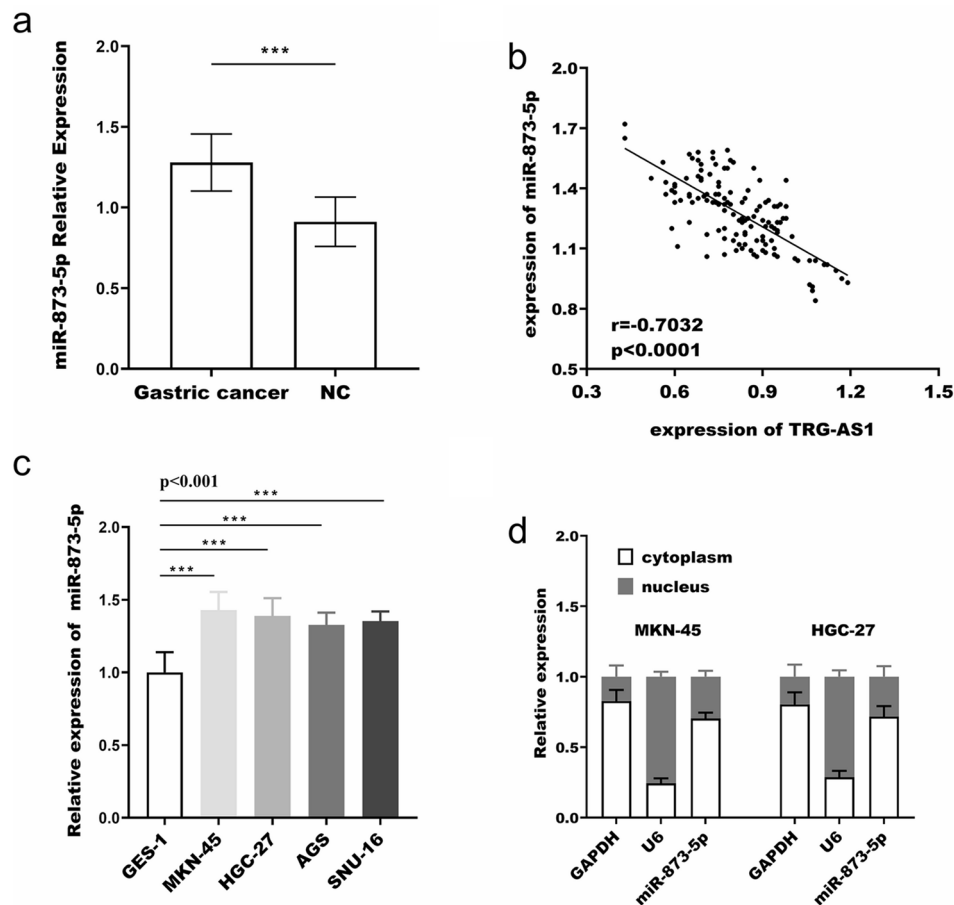 a
miR-873-5p Relative Expression
2.0
1.5
1.0
0.5
0.0
***
Gastric cancer
NC
b
expression of miR-873-5p
2.0
1.7
1.4
1.1
0.8
0.5
r=-0.7032
p<0.0001
0.3
0.6
0.9
1.2
1.5
expression of TRG-AS1
c
Relative expression of miR-873-5p
p<0.001
***
***
***
***
2.0
1.5
1.0
0.5
0.0
GES-1
MKN-45
HGC-27
AGS
SNU-16
d
Relative expression
2.0
1.5
1.0
0.5
0.0
cytoplasm
nucleus
MKN-45
HGC-27
GAPDH
U6
miR-873-5p
GAPDH
U6
miR-873-5p